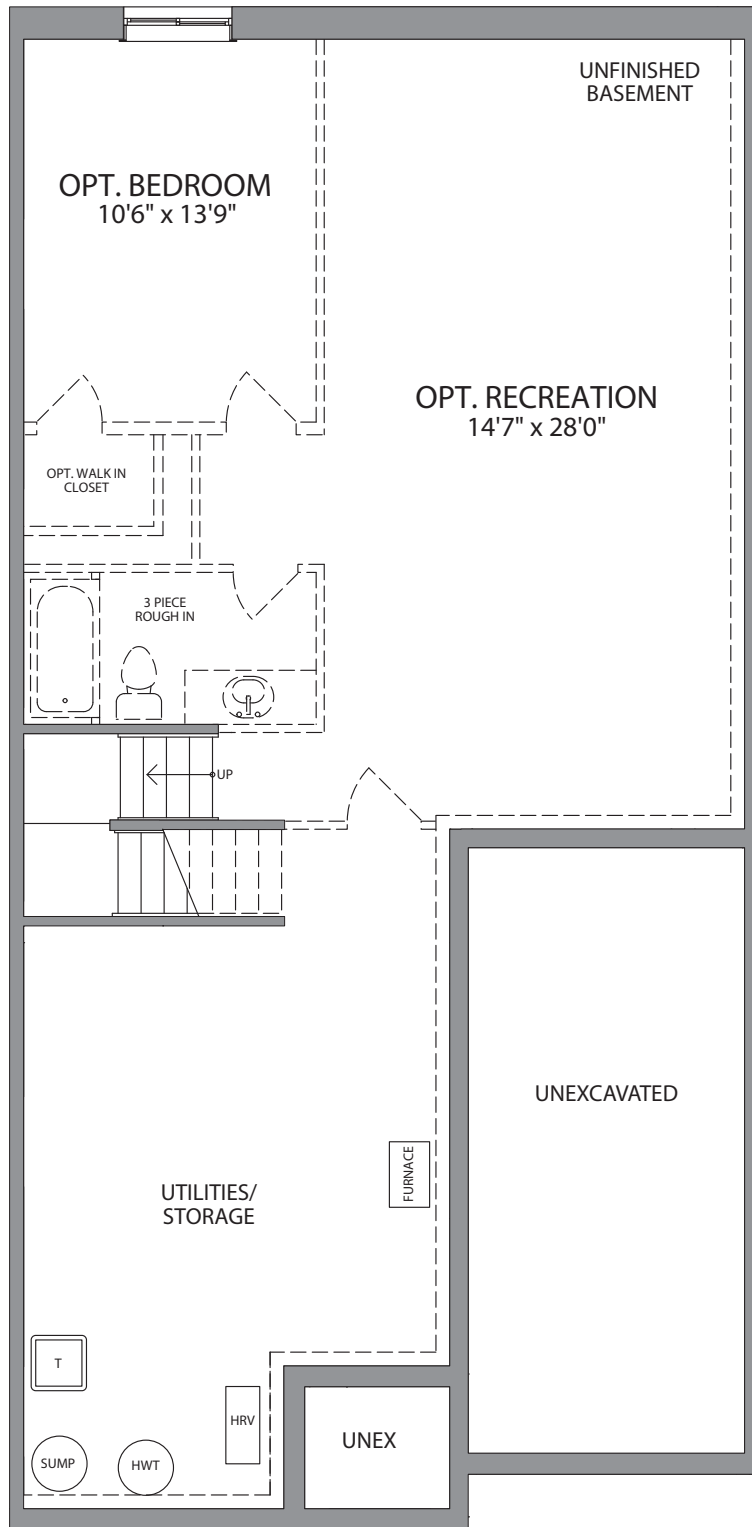 UNFINISHED
BASEMENT
OPT. BEDROOM
10'6" x 13'9"
OPT. RECREATION
14'7" x 28'0"
OPT. WALK IN
CLOSET
3 PIECE
ROUGH IN
UP
UNEXCAVATED
FURNACE
UTILITIES/
STORAGE
T
HRV
UNEX
SUMP
HWT